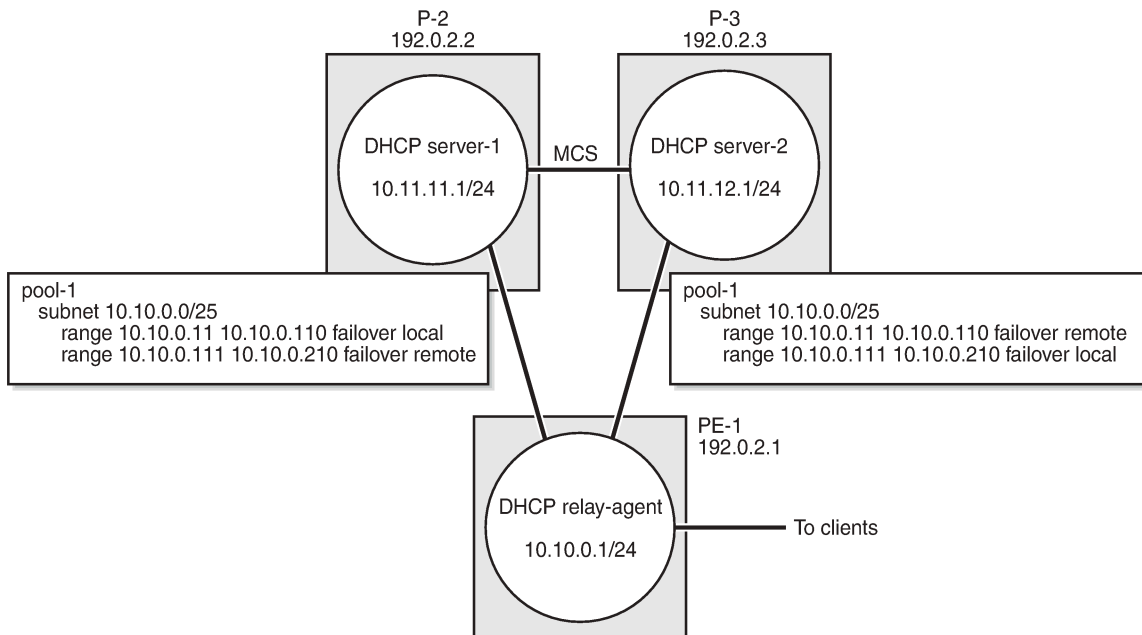 P-2
192.0.2.2
P-3
192.0.2.3
DHCP server-1
10.11.11.1/24
MCS
DHCP server-2
10.11.12.1/24
pool-1
subnet 10.10.0.0/25
range 10.10.0.11 10.10.0.110 failover local
range 10.10.0.111 10.10.0.210 failover remote
pool-1
subnet 10.10.0.0/25
range 10.10.0.11 10.10.0.110 failover remote
range 10.10.0.111 10.10.0.210 failover local
PE-1
192.0.2.1
DHCP relay-agent
10.10.0.1/24
To clients